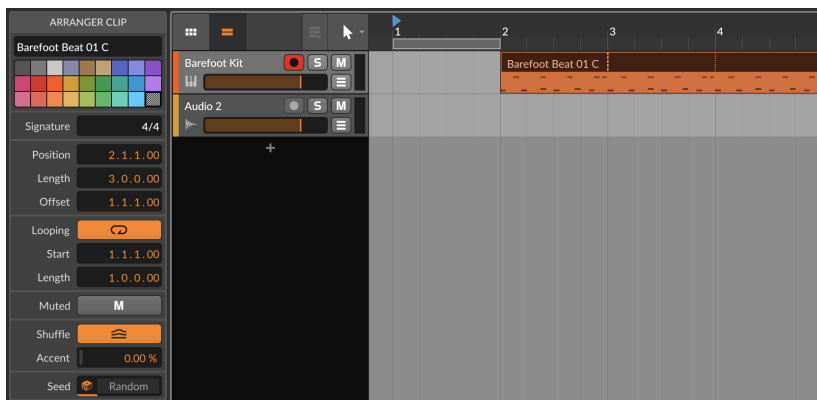 ARRANGER CLIP
Barefoot Beat 01 C
Signature 4/4
Position 2.1.1.00
Length 3.0.0.00
Offset 1.1.1.00
Looping
Start 1.1.1.00
Length 1.0.0.00
Muted M
Shuffle
Accent 0.00 %
Seed Random
1 2 3 4
Barefoot Kit S M
Barefoot Beat 01 C
Audio 2 S M
+